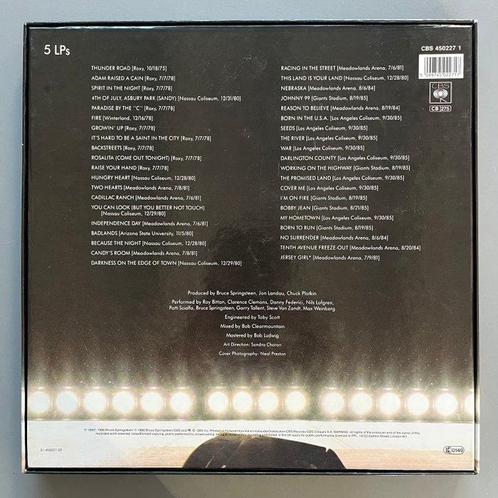 5 LPs
CBS 450227 1
THUNDER ROAD [Roxy, 10/18/75]
ADAM RAISED A CAIN [Roxy, 7/7/78]
SPIRIT IN THE NIGHT [Roxy, 7/7/78]
4TH OF JULY, ASBURY PARK (SANDY) [Nassau Coliseum, 12/31/80]
PARADISE BY THE "C" [Roxy, 7/7/78]
FIRE [Winterland, 12/16/78]
GROWIN' UP [Roxy, 7/7/78]
IT'S HARD TO BE A SAINT IN THE CITY [Roxy, 7/7/78]
BACKSTREETS [Roxy, 7/7/78]
ROSALITA (COME OUT TONIGHT) [Roxy, 7/7/78]
RAISE YOUR HAND [Roxy, 7/7/78]
HUNGRY HEART [Nassau Coliseum, 12/28/80]
TWO HEARTS [Meadowlands Arena, 7/8/81]
CADILLAC RANCH [Meadowlands Arena, 7/6/81]
YOU CAN LOOK (BUT YOU BETTER NOT TOUCH)
[Nassau Coliseum, 12/29/80]
INDEPENDENCE DAY [Meadowlands Arena, 7/6/81]
BADLANDS [Arizona State University, 11/5/80]
BECAUSE THE NIGHT [Nassau Coliseum, 12/28/80]
CANDY'S ROOM [Meadowlands Arena, 7/8/81]
DARKNESS ON THE EDGE OF TOWN [Nassau Coliseum, 12/29/80]
RACING IN THE STREET [Meadowlands Arena, 7/6/81]
THIS LAND IS YOUR LAND [Nassau Coliseum, 12/28/80]
NEBRASKA [Meadowlands Arena, 8/6/84]
JOHNNY 99 [Giants Stadium, 8/19/85]
REASON TO BELIEVE [Meadowlands Arena, 8/19/84]
BORN IN THE U.S.A. [Los Angeles Coliseum, 9/30/85]
SEEDS [Los Angeles Coliseum, 9/30/85]
THE RIVER [Los Angeles Coliseum, 9/30/85]
WAR [Los Angeles Coliseum, 9/30/85]
DARLINGTON COUNTY [Los Angeles Coliseum, 9/30/85]
WORKING ON THE HIGHWAY [Giants Stadium, 8/19/85]
THE PROMISED LAND [Los Angeles Coliseum, 9/30/85]
COVER ME [Los Angeles Coliseum, 9/30/85]
I'M ON FIRE [Giants Stadium, 8/19/85]
BOBBY JEAN [Giants Stadium, 8/21/85]
MY HOMETOWN [Los Angeles Coliseum, 9/30/85]
BORN TO RUN [Giants Stadium, 8/19/85]
NO SURRENDER [Meadowlands Arena, 8/6/84]
TENTH AVENUE FREEZE-OUT [Meadowlands Arena, 8/20/84]
JERSEY GIRL* [Meadowlands Arena, 7/9/81]
CBS
CB 275
Produced by Bruce Springsteen, Jon Landau, Chuck Plotkin
Performed by Roy Bittan, Clarence Clemons, Danny Federici, Nils Lofgren,
Patti Scialfa, Bruce Springsteen, Garry Tallent, Steve Van Zandt, Max Weinberg
Engineered by Toby Scott
Mixed by Bob Clearmountain
Mastered by Bob Ludwig
Art Direction: Sandra Choron
Cover Photography: Neal Preston